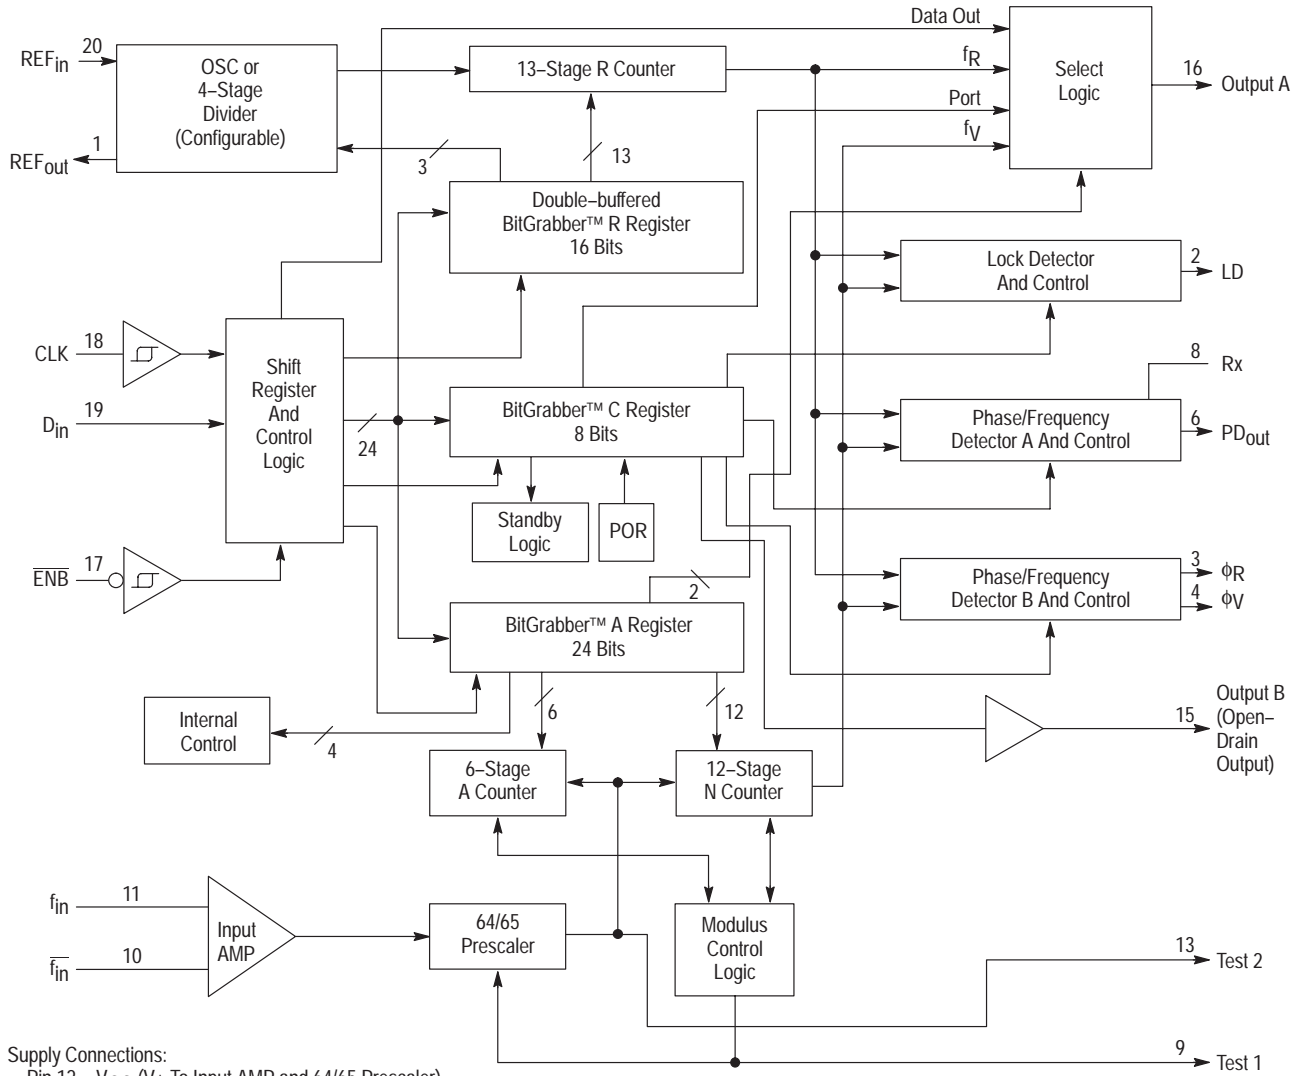 Data Out
REFin
20
OSC or
4–Stage
Divider
(Configurable)
13–Stage R Counter
fR
Select
Logic
16
Output A
Port
fV
REFout
1
3
13
Double–buffered
BitGrabber™ R Register
16 Bits
Lock Detector
And Control
2
LD
CLK
18
Shift
Register
And
Control
Logic
8
Rx
Din
19
24
BitGrabber™ C Register
8 Bits
Phase/Frequency
Detector A And Control
6
PDout
Standby
Logic
POR
ENB
17
2
Phase/Frequency
Detector B And Control
3
ϕR
4
ϕV
BitGrabber™ A Register
24 Bits
Internal
Control
4
6
12
15
Output B
(Open–
Drain
Output)
6–Stage
A Counter
12–Stage
N Counter
fin
11
Input
AMP
64/65
Prescaler
Modulus
Control
Logic
fin
10
13
Test 2
9
Test 1
Supply Connections: